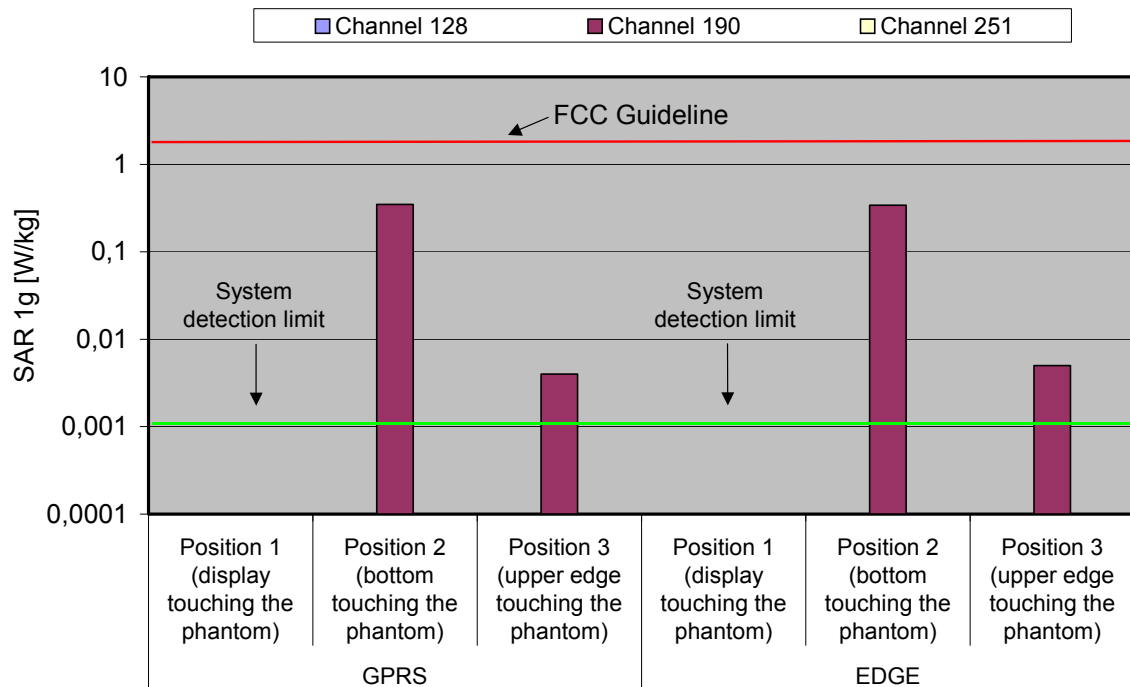 Channel 128 Channel 190 Channel 251
10
FCC Guideline
1
0,1
System
detection limit
System
detection limit
0,01
0,001
0,0001
SAR 1g [W/kg]
Position 1
(display
touching the
phantom)
Position 2
(bottom
touching the
phantom)
Position 3
(upper edge
touching the
phantom)
Position 1
(display
touching the
phantom)
Position 2
(bottom
touching the
phantom)
Position 3
(upper edge
touching the
phantom)
GPRS
EDGE